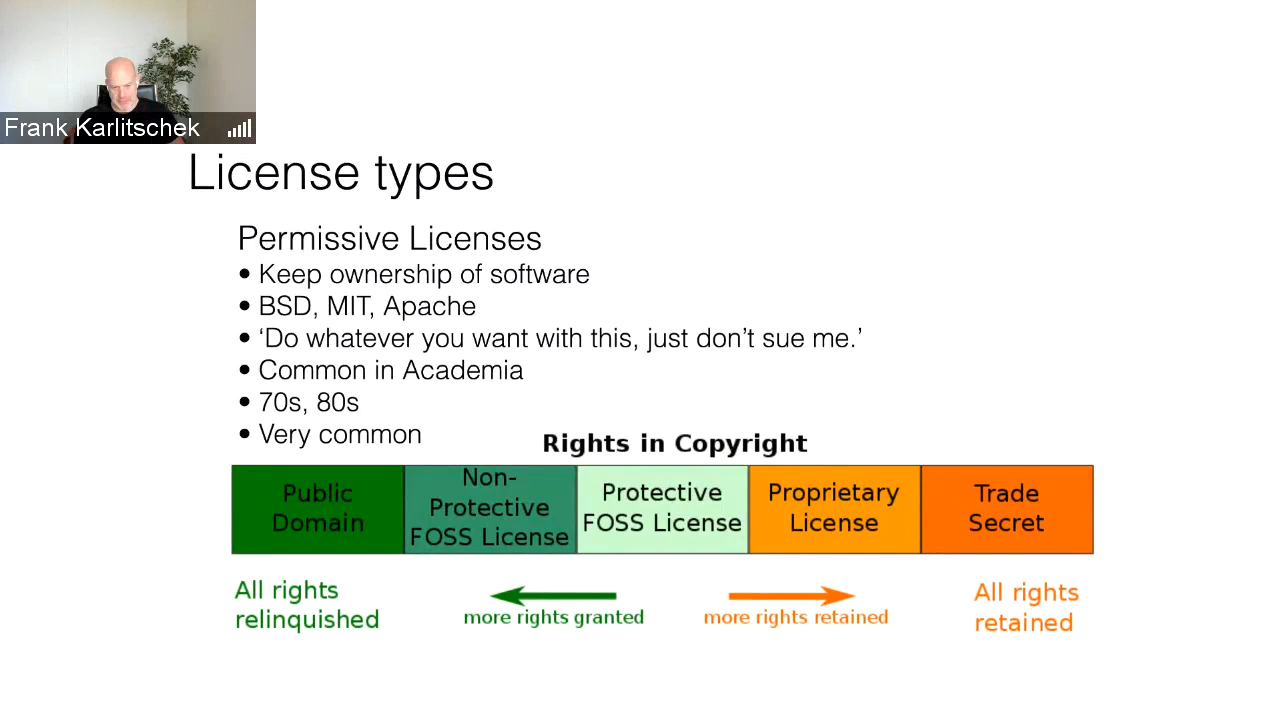 Frank Karlitschek
License types
Permissive Licenses
• Keep ownership of software
• BSD, MIT, Apache
• ‘Do whatever you want with this, just don’t sue me.’
• Common in Academia
• 70s, 80s
• Very common
Rights in Copyright
Public
Domain
Non-
Protective
FOSS License
Protective
FOSS License
Proprietary
License
Trade
Secret
All rights
relinquished
more rights granted
more rights retained
All rights
retained